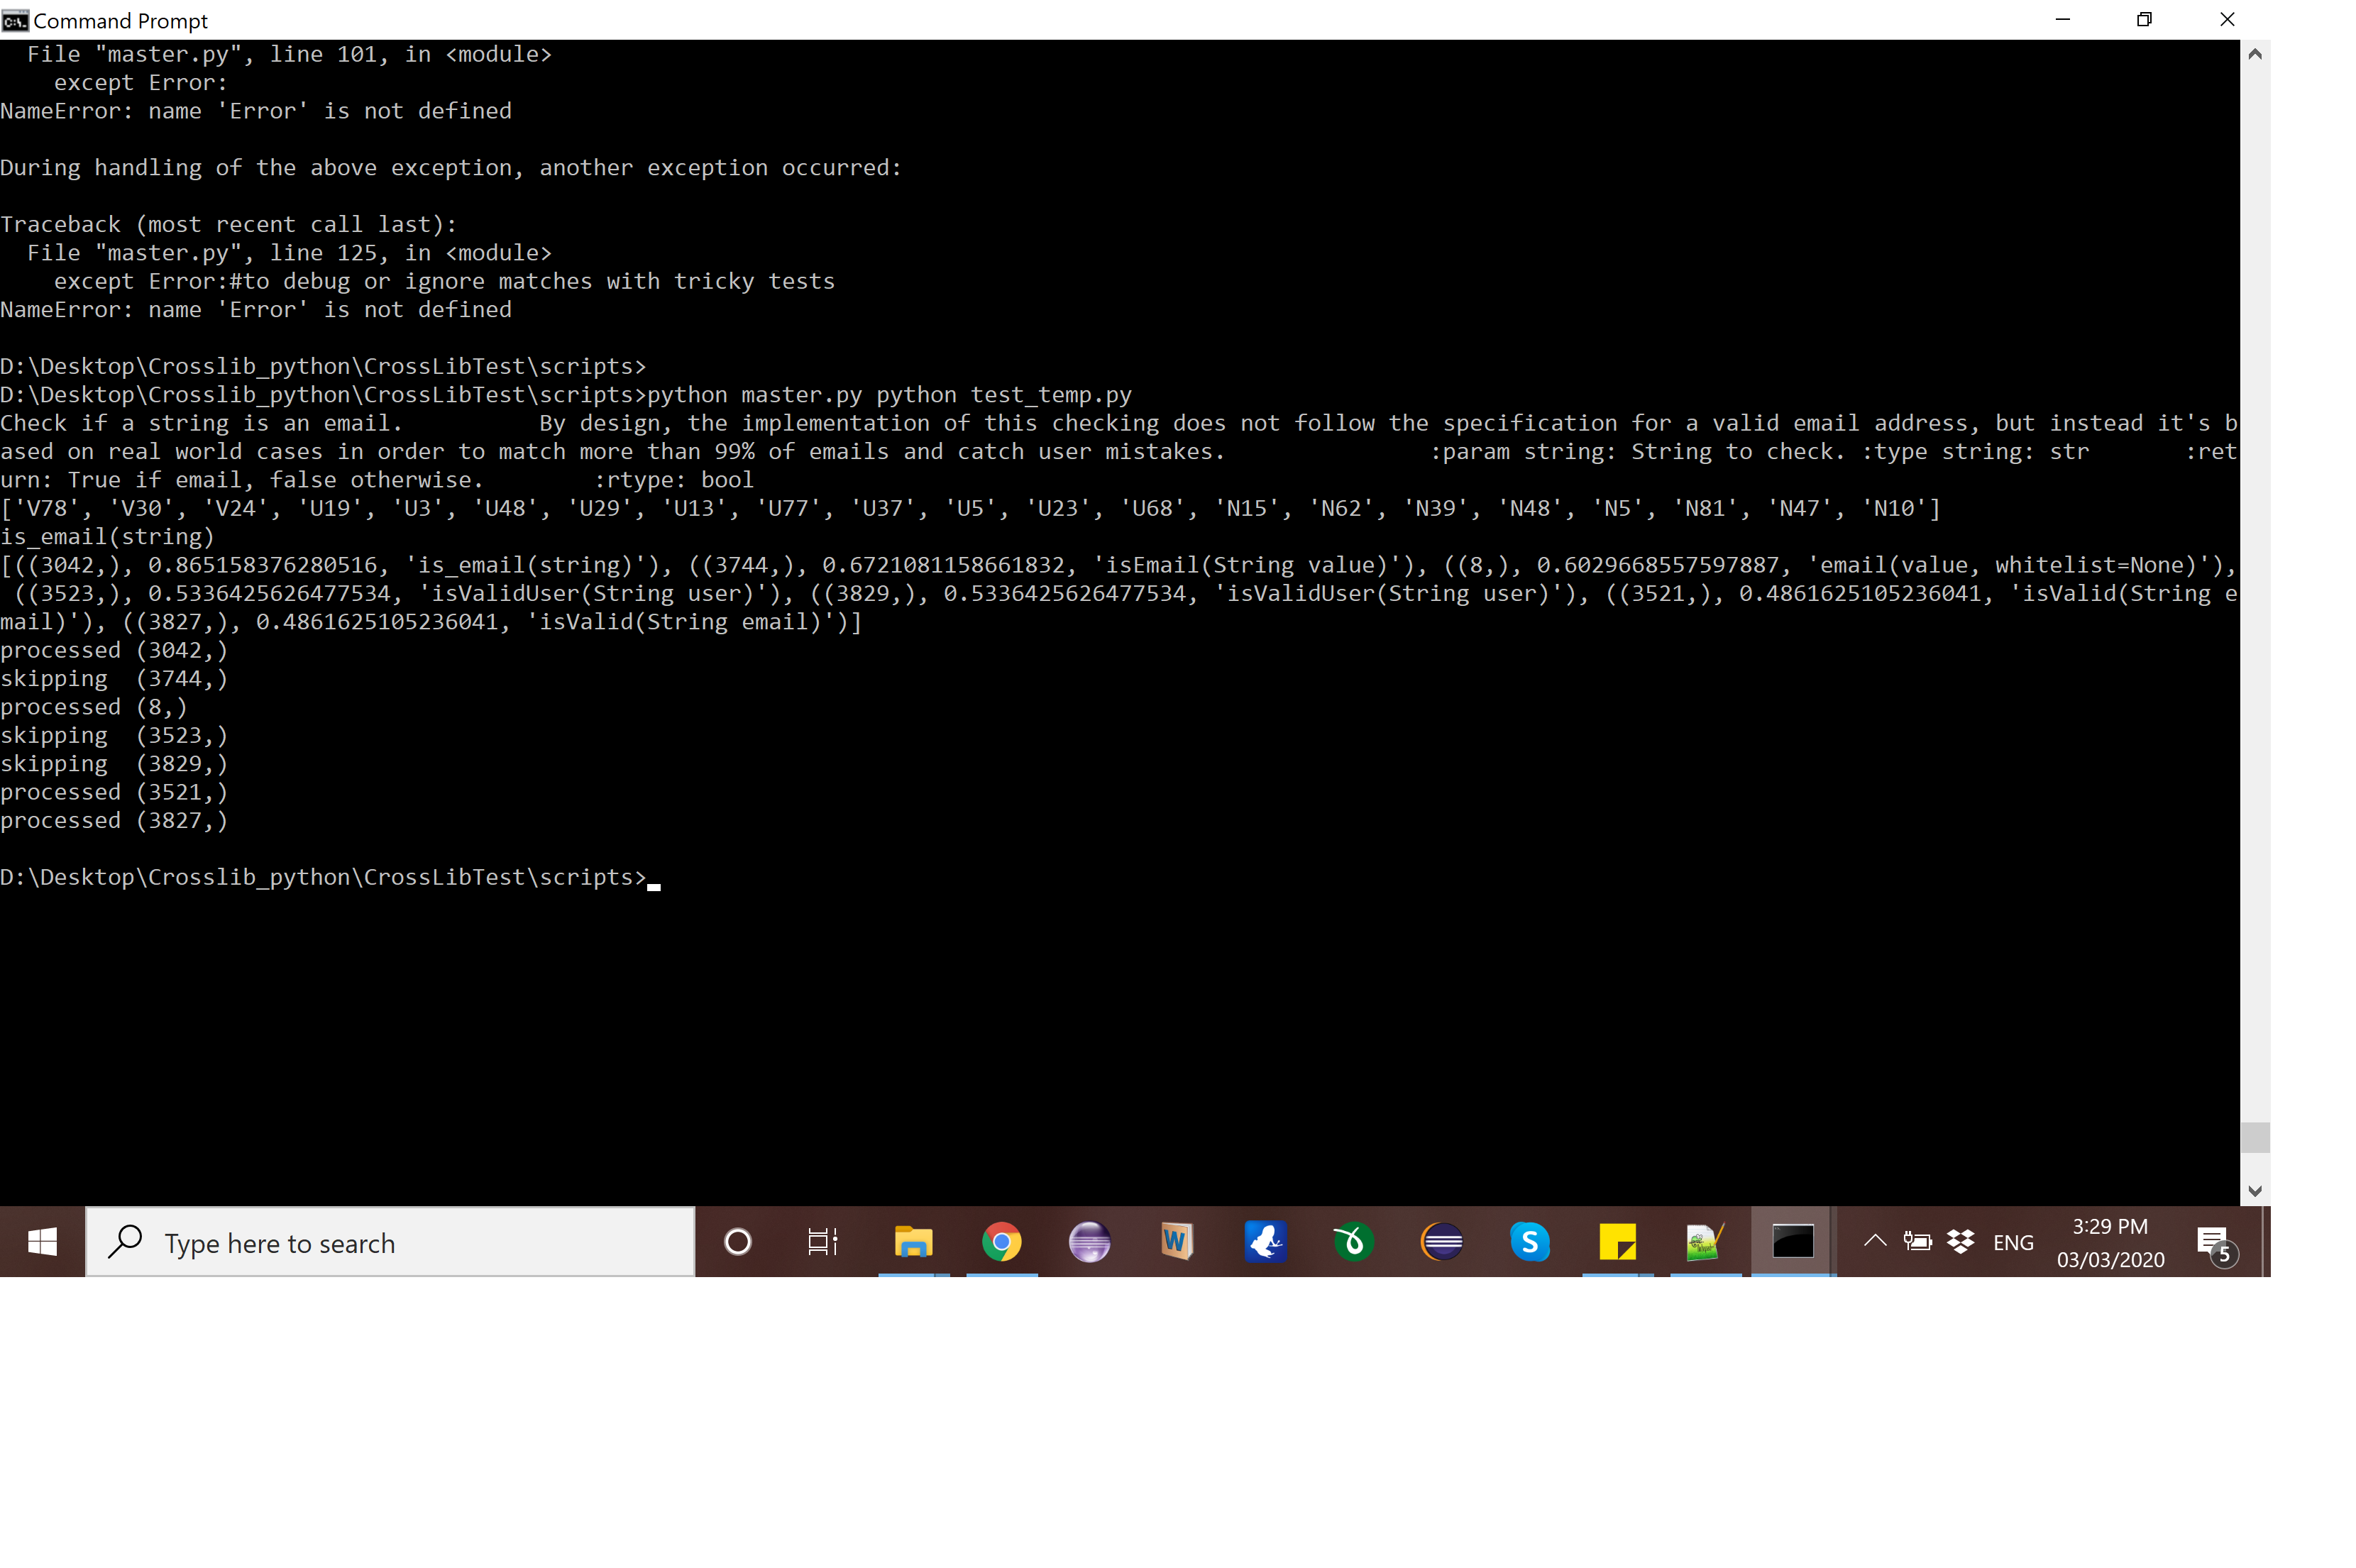 Command Prompt
  File "master.py", line 101, in <module>
    except Error:
NameError: name 'Error' is not defined

During handling of the above exception, another exception occurred:

Traceback (most recent call last):
  File "master.py", line 125, in <module>
    except Error:#to debug or ignore matches with tricky tests
NameError: name 'Error' is not defined

D:\Desktop\Crosslib_python\CrossLibTest\scripts>
D:\Desktop\Crosslib_python\CrossLibTest\scripts>python master.py python test_temp.py
Check if a string is an email.          By design, the implementation of this checking does not follow the specification for a valid email address, but instead it's b
ased on real world cases in order to match more than 99% of emails and catch user mistakes.               :param string: String to check. :type string: str       :ret
urn: True if email, false otherwise.        :rtype: bool
['V78', 'V30', 'V24', 'U19', 'U3', 'U48', 'U29', 'U13', 'U77', 'U37', 'U5', 'U23', 'U68', 'N15', 'N62', 'N39', 'N48', 'N5', 'N81', 'N47', 'N10']
is_email(string)
[((3042,), 0.865158376280516, 'is_email(string)'), ((3744,), 0.6721081158661832, 'isEmail(String value)'), ((8,), 0.6029668557597887, 'email(value, whitelist=None)'),
 ((3523,), 0.5336425626477534, 'isValidUser(String user)'), ((3829,), 0.5336425626477534, 'isValidUser(String user)'), ((3521,), 0.4861625105236041, 'isValid(String e
mail)'), ((3827,), 0.4861625105236041, 'isValid(String email)')]
processed (3042,)
skipping  (3744,)
processed (8,)
skipping  (3523,)
skipping  (3829,)
processed (3521,)
processed (3827,)

D:\Desktop\Crosslib_python\CrossLibTest\scripts>
Type here to search
W
S
ENG
3:29 PM
03/03/2020
5